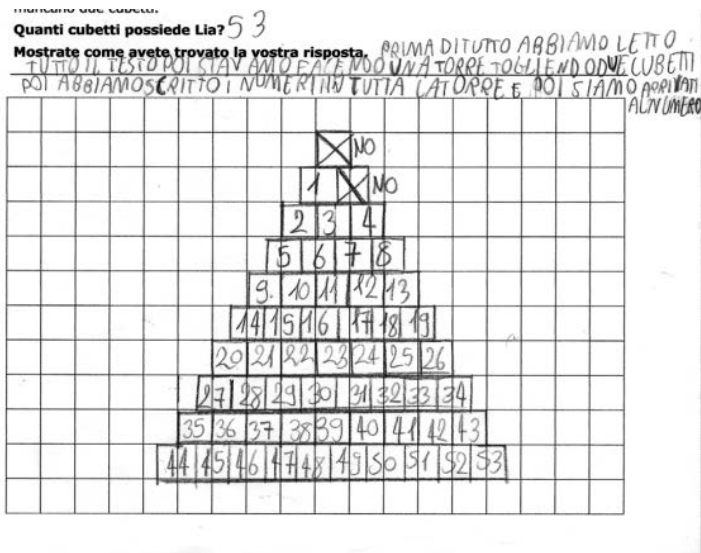 mancano due cubetti.
Quanti cubetti possiede Lia? 53
Mostrate come avete trovato la vostra risposta. PRIMA DI TUTTO ABBIAMO LETTO
TUTTO IL TESTO POI STAVAMO FACENDO UNA TORRE TOGLIENDO DUE CUBETTI
POI ABBIAMO SCRITTO I NUMERI IN TUTTA LA TORRE E POI SIAMO ARRIVATI
AL NUMERO
NO
1 NO
2 3 4
5 6 7 8
9. 10 11 12 13
14 15 16 17 18 19
20 21 22 23 24 25 26
27 28 29 30 31 32 33 34
35 36 37 38 39 40 41 42 43
44 45 46 47 48 49 50 51 52 53